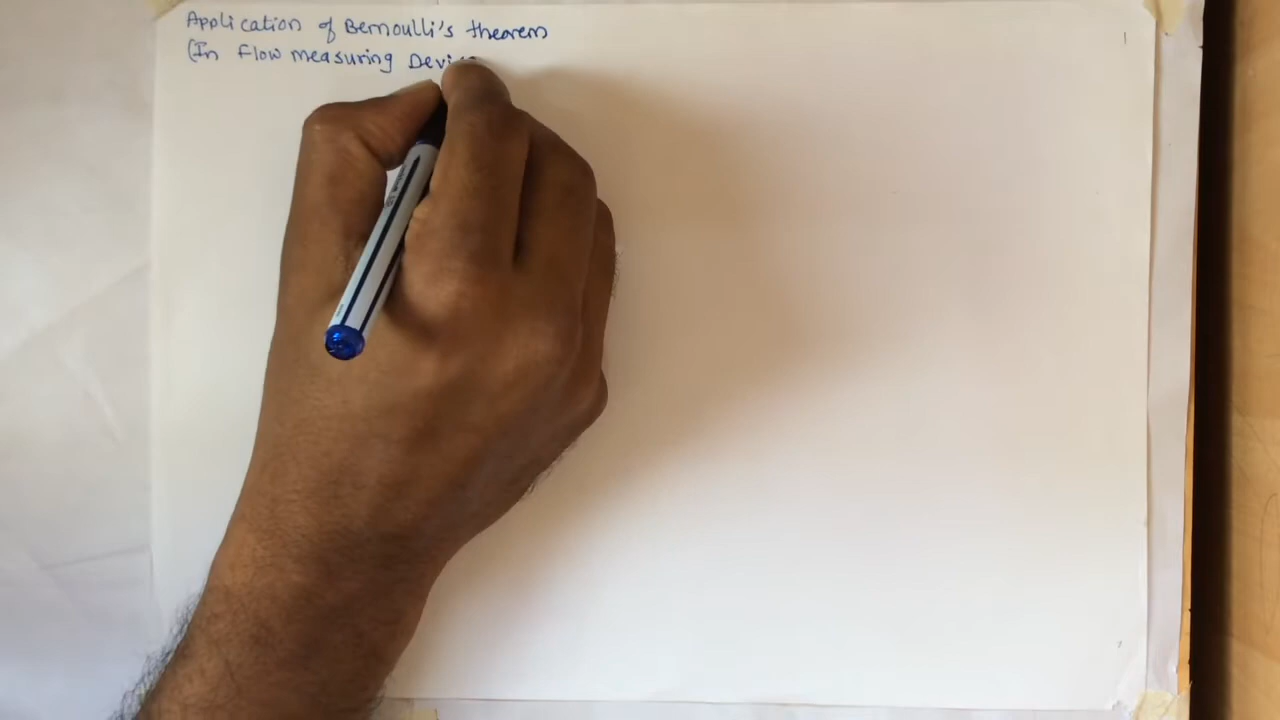 Application of Bernoulli's theorem
(In Flow measuring